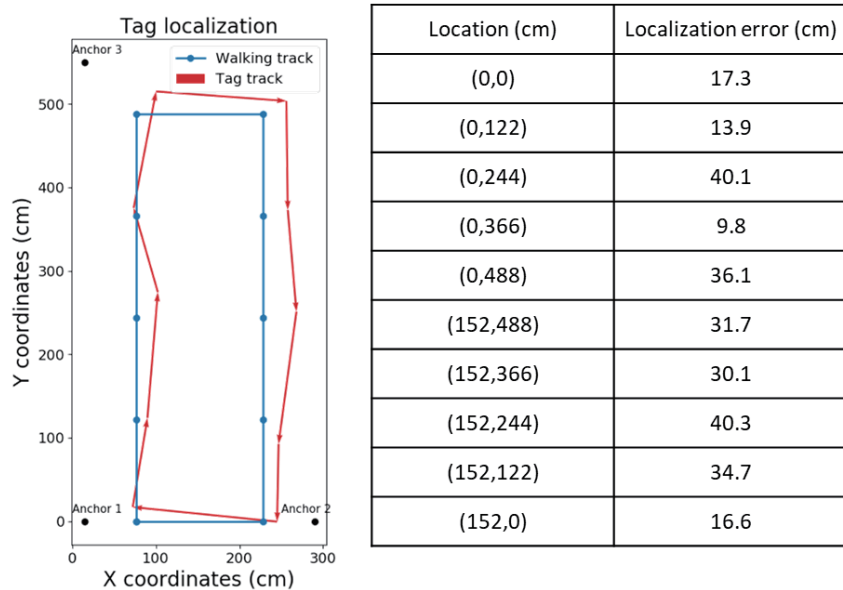 Tag localization
Anchor 3
Walking track
Tag track
500
400
300
200
100
0
Y coordinates (cm)
Anchor 1
Anchor 2
0
100
200
300
X coordinates (cm)
Location (cm) Localization error (cm)
(0,0) 17.3
(0,122) 13.9
(0,244) 40.1
(0,366) 9.8
(0,488) 36.1
(152,488) 31.7
(152,366) 30.1
(152,244) 40.3
(152,122) 34.7
(152,0) 16.6